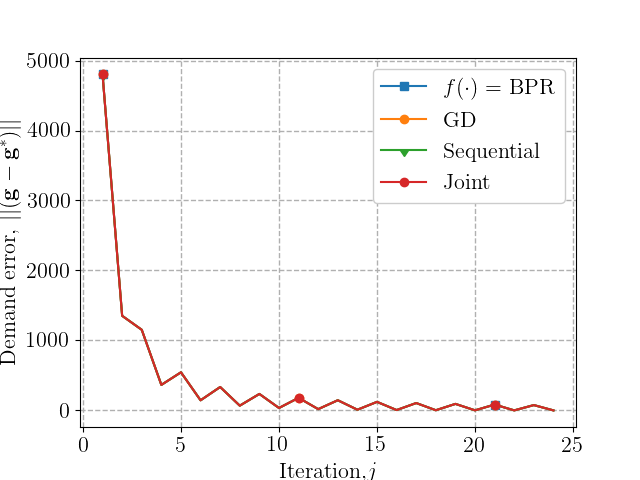 Demand error, ||(g − g*)||
5000
4000
3000
2000
1000
0
f(·) = BPR
GD
Sequential
Joint
0 5 10 15 20 25
Iteration, j